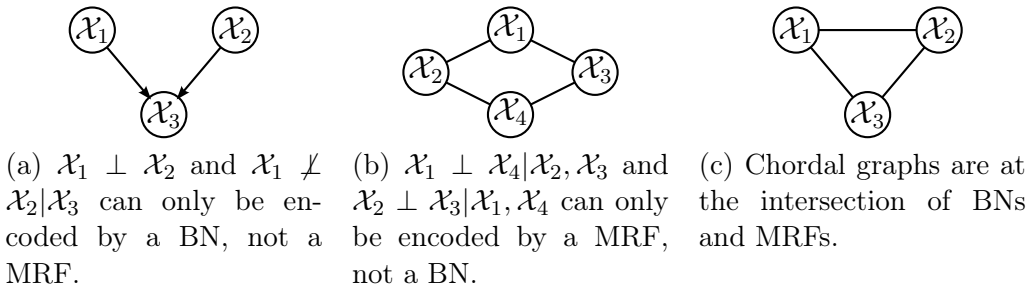 𝒳₁ 𝒳₂
𝒳₃
𝒳₁
𝒳₂ 𝒳₃
𝒳₄
𝒳₁ 𝒳₂
𝒳₃
(a) 𝒳₁ ⊥ 𝒳₂ and 𝒳₁ ⊥̸
𝒳₂|𝒳₃ can only be en-
coded by a BN, not a
MRF.
(b) 𝒳₁ ⊥ 𝒳₄|𝒳₂, 𝒳₃ and
𝒳₂ ⊥ 𝒳₃|𝒳₁, 𝒳₄ can only
be encoded by a MRF,
not a BN.
(c) Chordal graphs are at
the intersection of BNs
and MRFs.